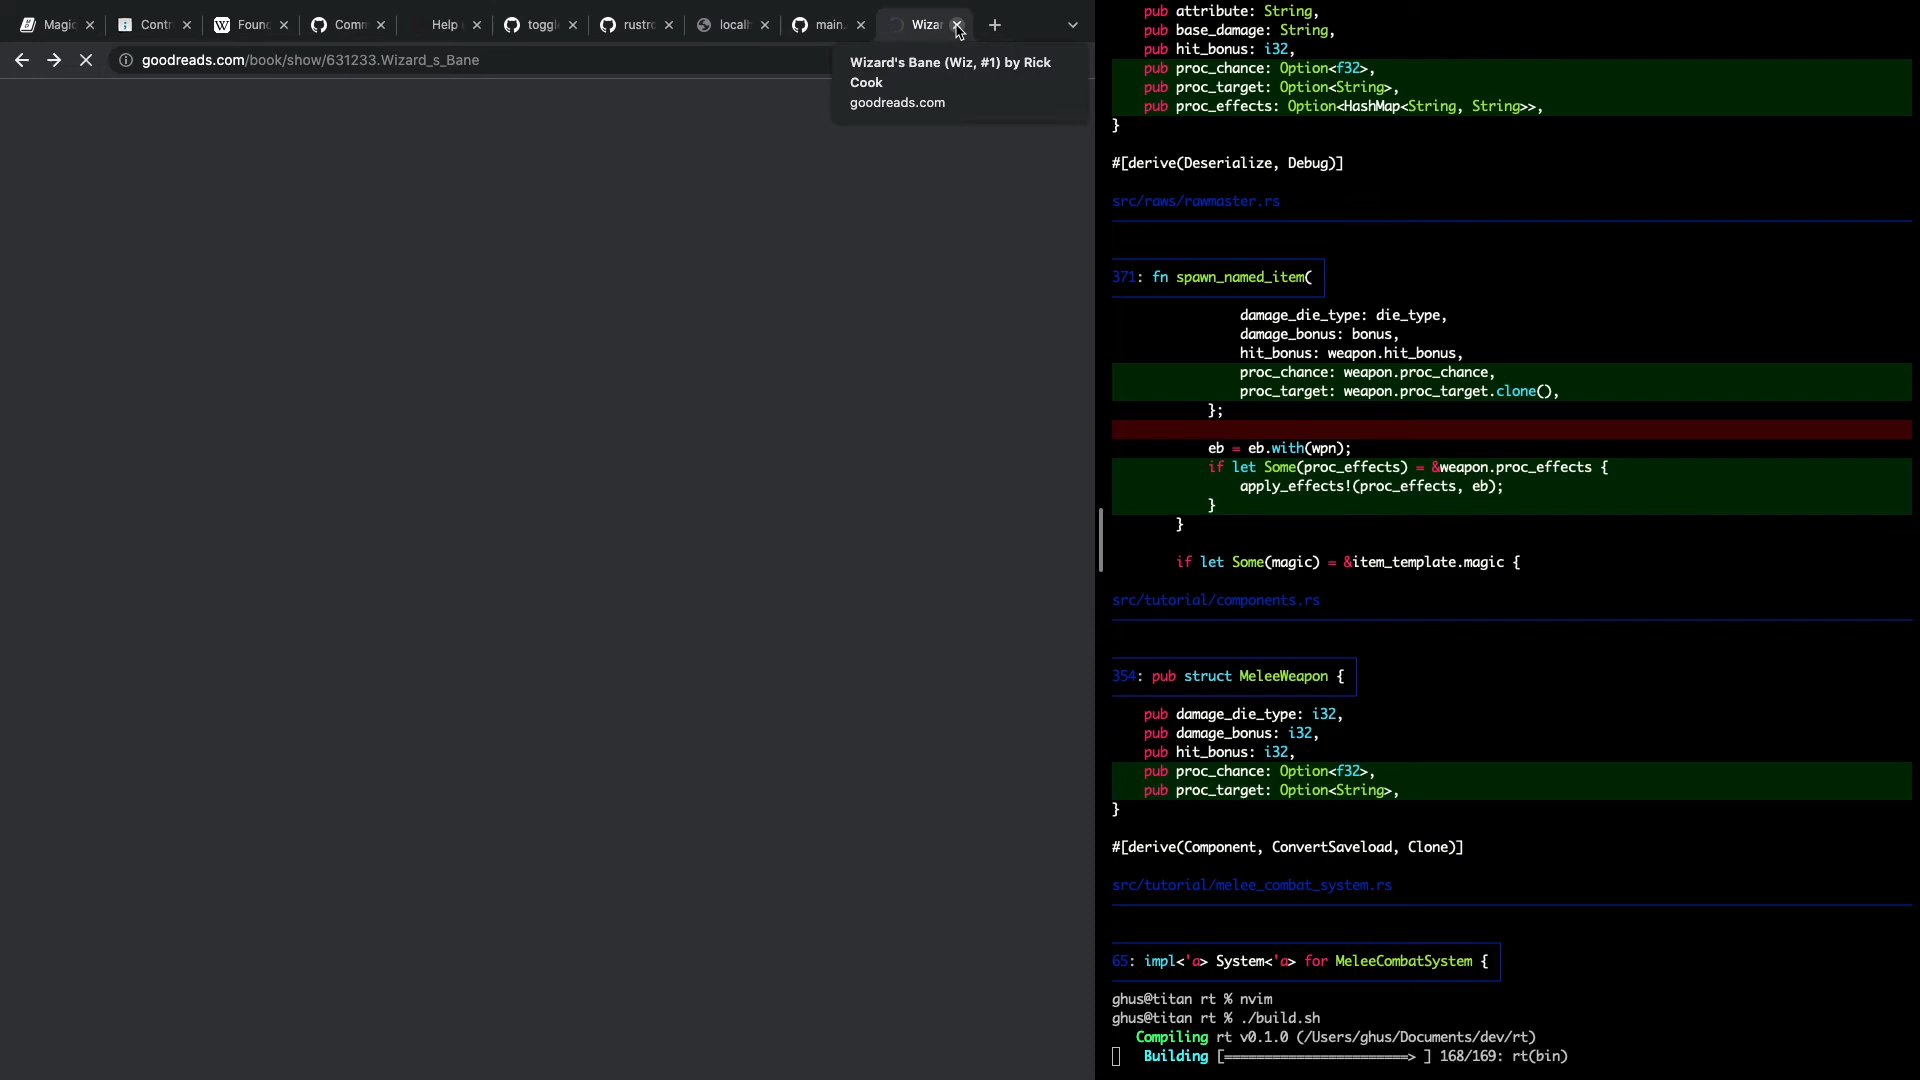 Magic
Contr
Found
Comm
Help
toggle
rustro
localh
main.
Wizar
goodreads.com/book/show/631233.Wizard_s_Bane
Wizard's Bane (Wiz, #1) by Rick
Cook
goodreads.com
pub attribute: String,
pub base_damage: String,
pub hit_bonus: i32,
pub proc_chance: Option<f32>,
pub proc_target: Option<String>,
pub proc_effects: Option<HashMap<String, String>>,
}
#[derive(Deserialize, Debug)]
src/raws/rawmaster.rs
371: fn spawn_named_item(
damage_die_type: die_type,
damage_bonus: bonus,
hit_bonus: weapon.hit_bonus,
proc_chance: weapon.proc_chance,
proc_target: weapon.proc_target.clone(),
};
eb = eb.with(wpn);
if let Some(proc_effects) = &weapon.proc_effects {
apply_effects!(proc_effects, eb);
}
}
if let Some(magic) = &item_template.magic {
src/tutorial/components.rs
354: pub struct MeleeWeapon {
pub damage_die_type: i32,
pub damage_bonus: i32,
pub hit_bonus: i32,
pub proc_chance: Option<f32>,
pub proc_target: Option<String>,
}
#[derive(Component, ConvertSaveload, Clone)]
src/tutorial/melee_combat_system.rs
65: impl<'a> System<'a> for MeleeCombatSystem {
ghus@titan rt % nvim
ghus@titan rt % ./build.sh
Compiling rt v0.1.0 (/Users/ghus/Documents/dev/rt)
Building [=======================> ] 168/169: rt(bin)